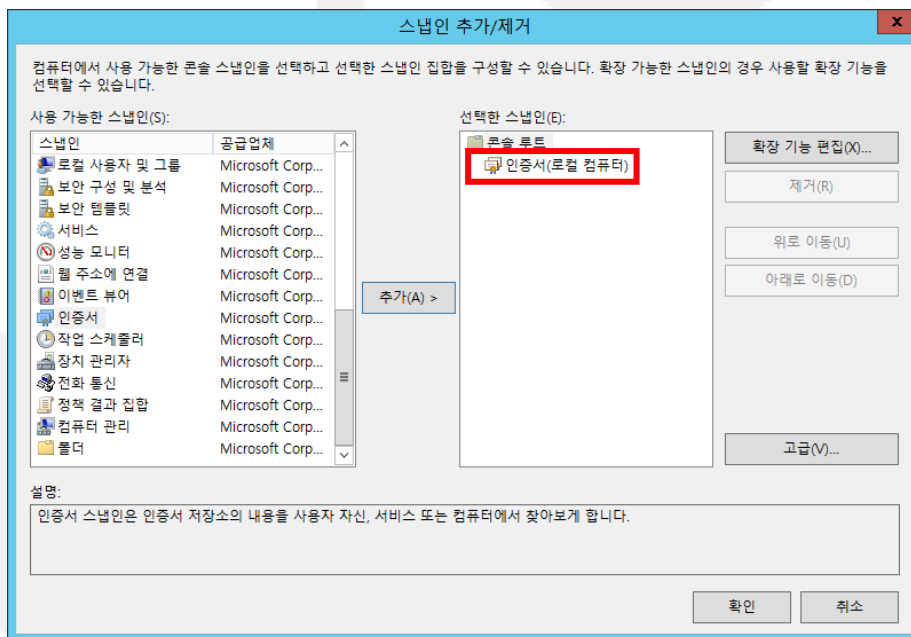 스냅인 추가/제거
x
컴퓨터에서 사용 가능한 콘솔 스냅인을 선택하고 선택한 스냅인 집합을 구성할 수 있습니다. 확장 가능한 스냅인의 경우 사용할 확장 기능을
선택할 수 있습니다.
사용 가능한 스냅인(S):
스냅인 공급업체
로컬 사용자 및 그룹 Microsoft Corp...
보안 구성 및 분석 Microsoft Corp...
보안 템플릿 Microsoft Corp...
서비스 Microsoft Corp...
성능 모니터 Microsoft Corp...
웹 주소에 연결 Microsoft Corp...
이벤트 뷰어 Microsoft Corp...
인증서 Microsoft Corp...
작업 스케줄러 Microsoft Corp...
장치 관리자 Microsoft Corp...
전화 통신 Microsoft Corp...
정책 결과 집합 Microsoft Corp...
컴퓨터 관리 Microsoft Corp...
폴더 Microsoft Corp...
추가(A) >
선택한 스냅인(E):
콘솔 루트
인증서(로컬 컴퓨터)
확장 기능 편집(X)...
제거(R)
위로 이동(U)
아래로 이동(D)
고급(V)...
설명:
인증서 스냅인은 인증서 저장소의 내용을 사용자 자신, 서비스 또는 컴퓨터에서 찾아보게 합니다.
확인
취소